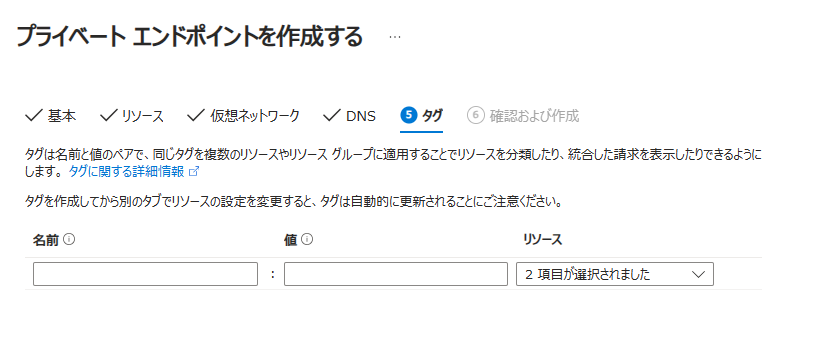 プライベート エンドポイントを作成する ...
基本 リソース 仮想ネットワーク DNS 5 タグ 6 確認および作成
タグは名前と値のペアで、同じタグを複数のリソースやリソース グループに適用することでリソースを分類したり、統合した請求を表示したりできるように
します。 タグに関する詳細情報
タグを作成してから別のタブでリソースの設定を変更すると、タグは自動的に更新されることにご注意ください。
名前 値 リソース
: 2 項目が選択されました